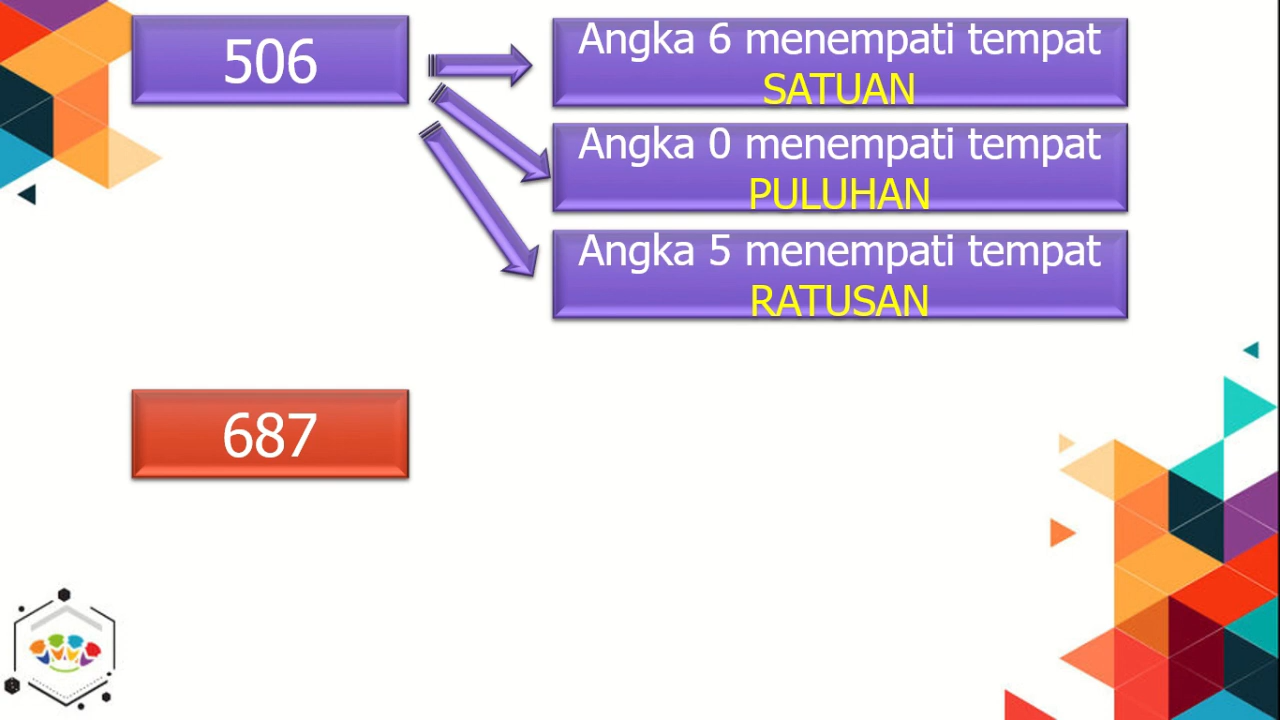 506
Angka 6 menempati tempat
SATUAN
Angka 0 menempati tempat
PULUHAN
Angka 5 menempati tempat
RATUSAN
687